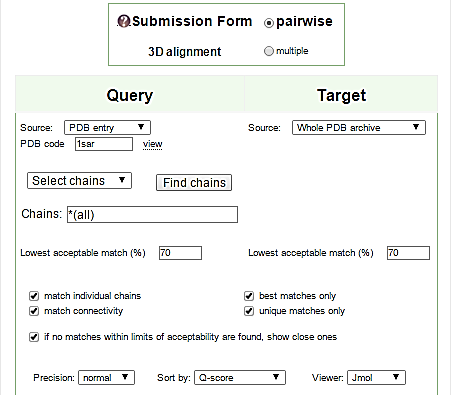 Submission Form pairwise
3D alignment multiple
Query Target
Source: PDB entry Source: Whole PDB archive
PDB code 1sar view
Select chains Find chains
Chains: *(all)
Lowest acceptable match (%) 70 Lowest acceptable match (%) 70
match individual chains best matches only
match connectivity unique matches only
if no matches within limits of acceptability are found, show close ones
Precision: normal Sort by: Q-score Viewer: Jmol